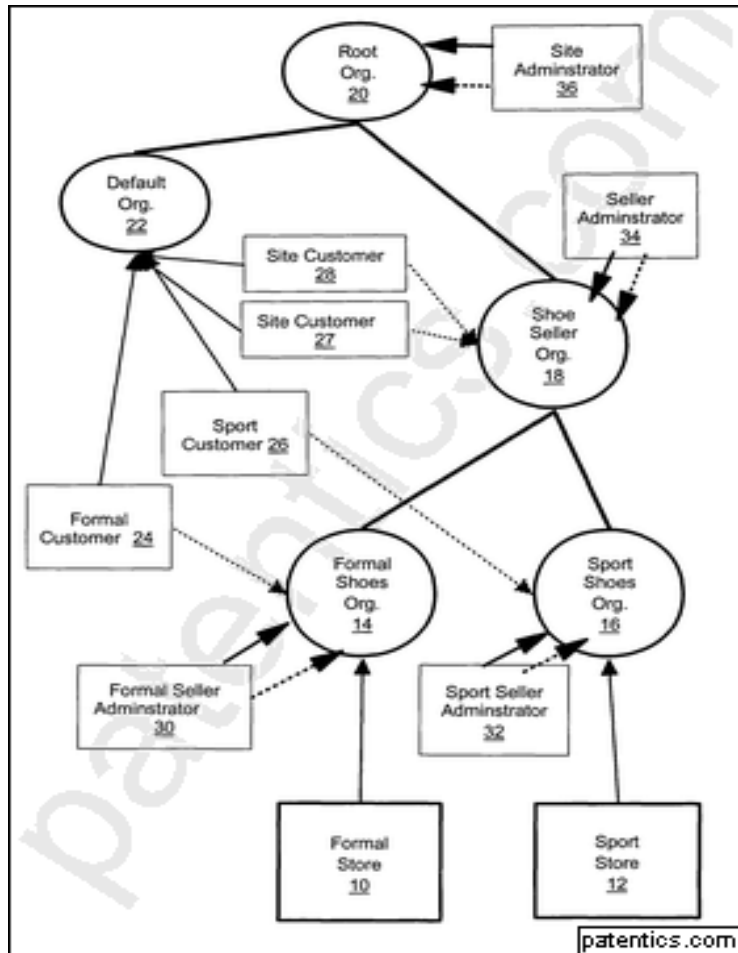 Root
Org.
20
Site
Adminstrator
36
Default
Org.
22
Seller
Adminstrator
34
Site Customer
28
Site Customer
27
Shoe
Seller
Org.
18
Sport
Customer 26
Formal
Customer 24
Formal
Shoes
Org.
14
Sport
Shoes
Org.
16
Formal Seller
Adminstrator
30
Sport Seller
Adminstrator
32
Formal
Store
10
Sport
Store
12
patentics.com
patentics.com